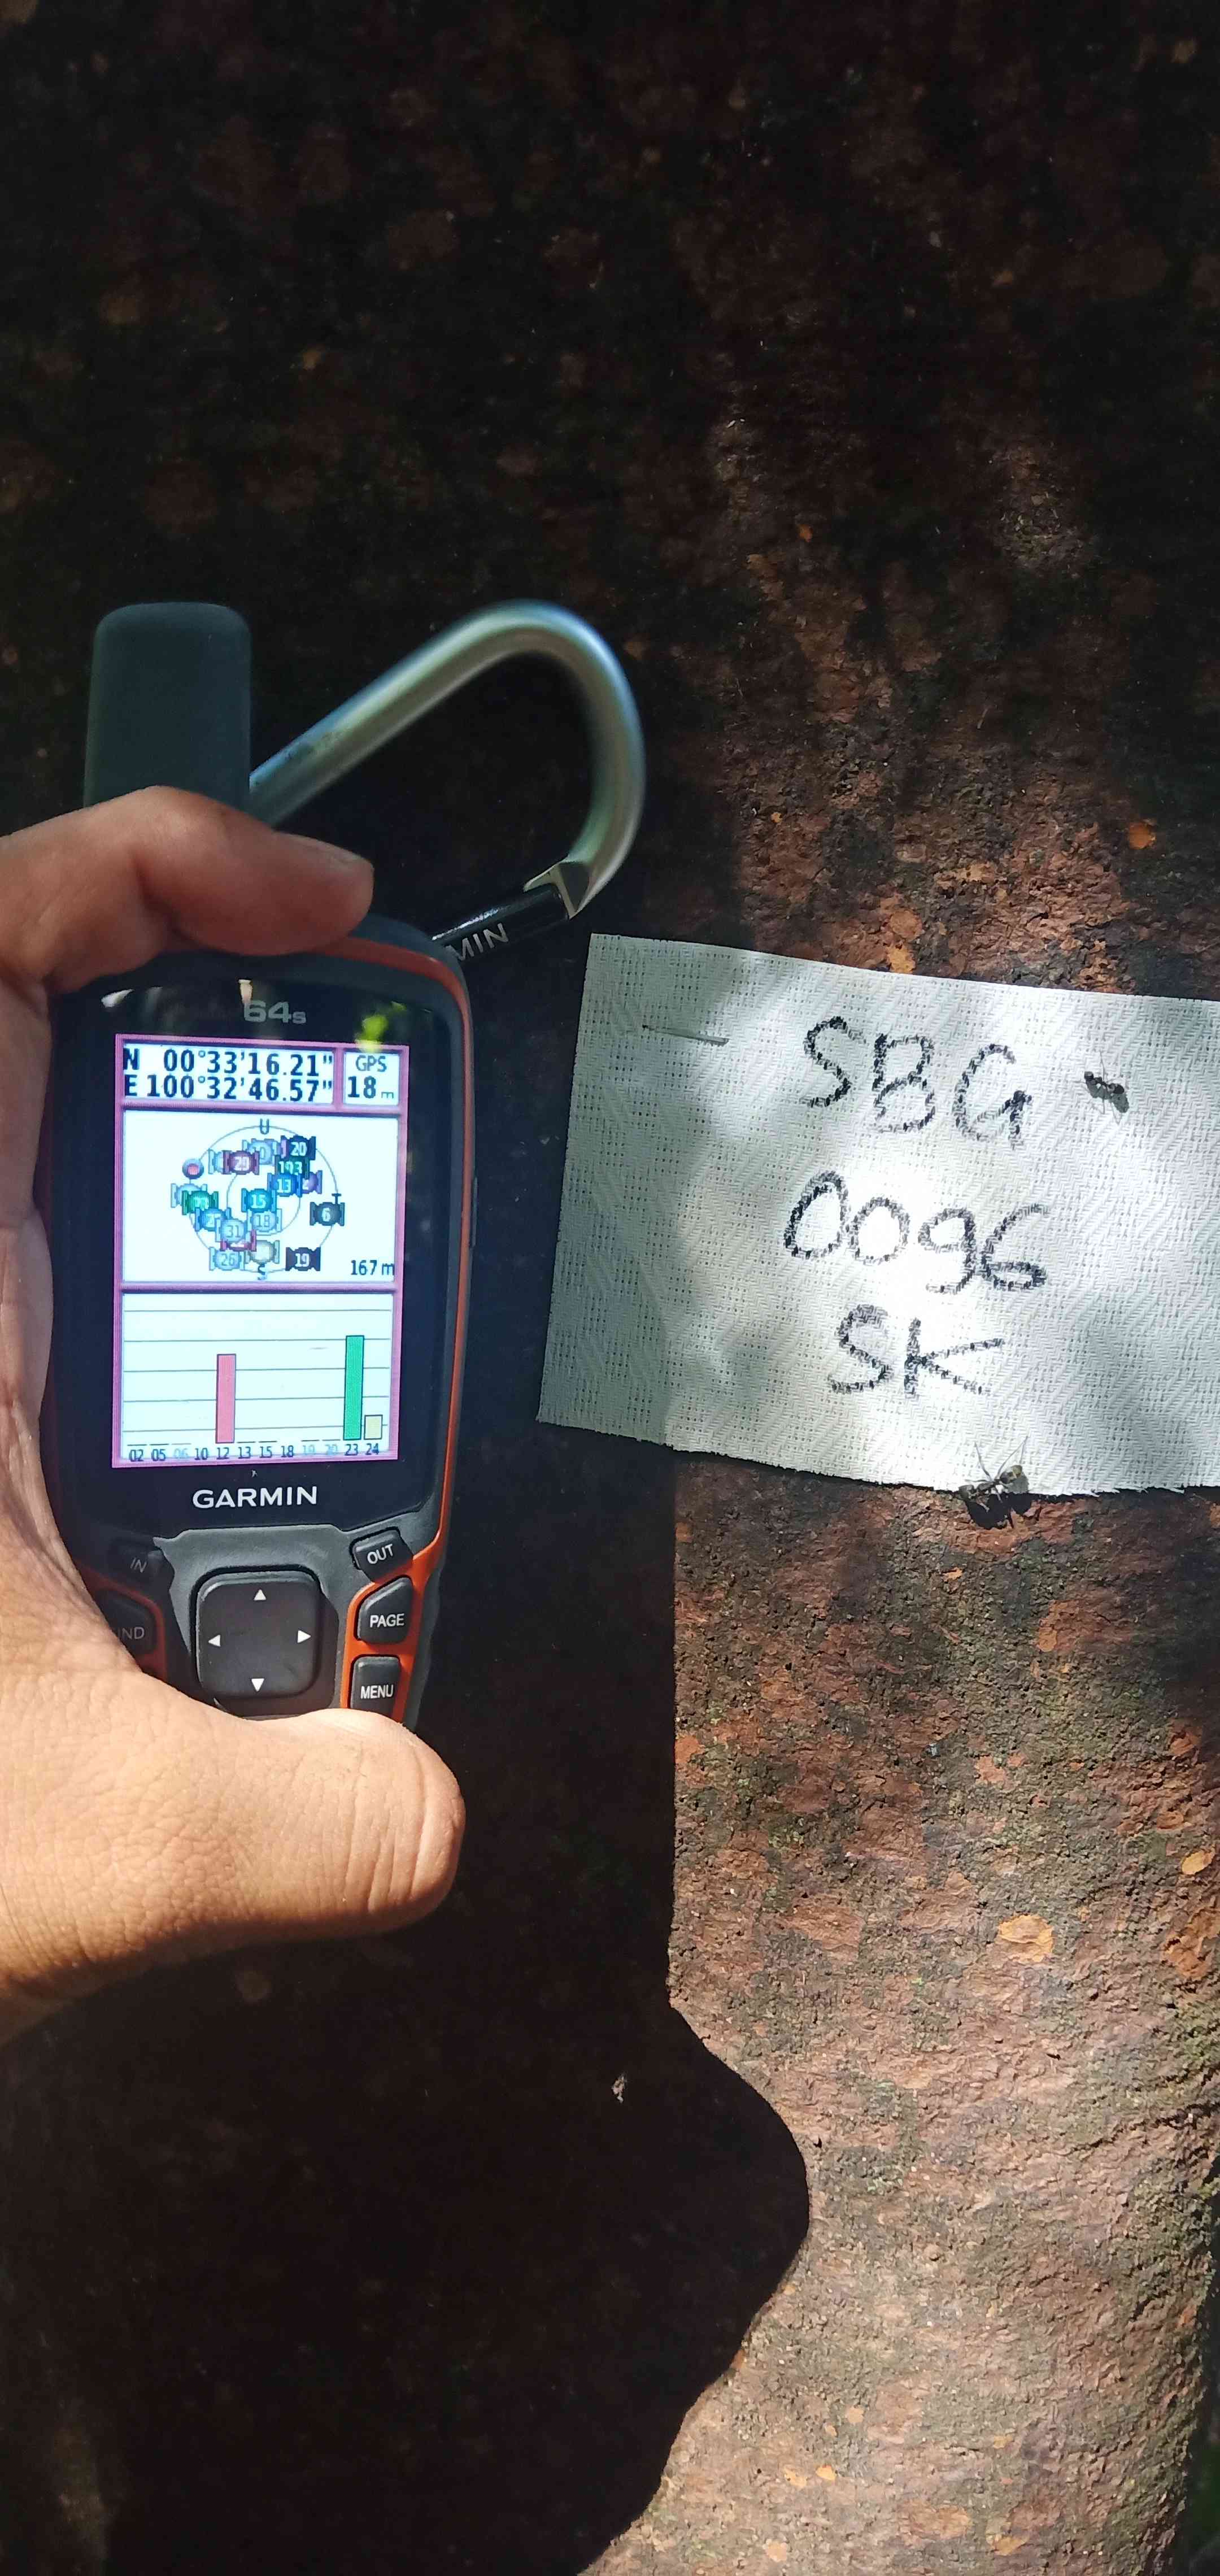 MIN
64s
N 00°33'16.21"
E 100°32'46.57"
GPS
18m
U
20
29
193
13
15
T
6
18
31
26
19
S
167 m
02 05 06 10 12 13 15 18 19 20 23 24
GARMIN
IN
OUT
IND
PAGE
MENU
SBG
0096
SK